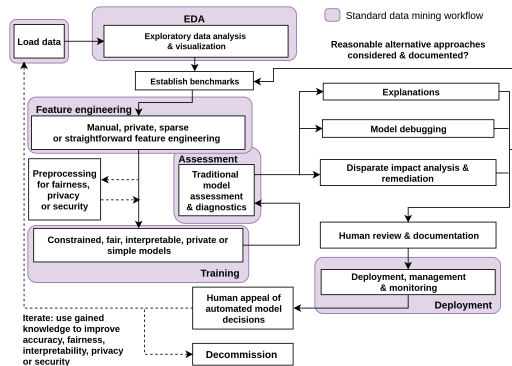 EDA
Standard data mining workflow
Load data
Exploratory data analysis
& visualization
Reasonable alternative approaches
considered & documented?
Establish benchmarks
Explanations
Feature engineering
Manual, private, sparse
or straightforward feature engineering
Model debugging
Assessment
Preprocessing
for fairness,
privacy
or security
Traditional
model
assessment
& diagnostics
Disparate impact analysis &
remediation
Constrained, fair, interpretable, private or
simple models
Training
Human review & documentation
Deployment, management
& monitoring
Deployment
Human appeal of
automated model
decisions
Iterate: use gained
knowledge to improve
accuracy, fairness,
interpretability, privacy
or security
Decommission